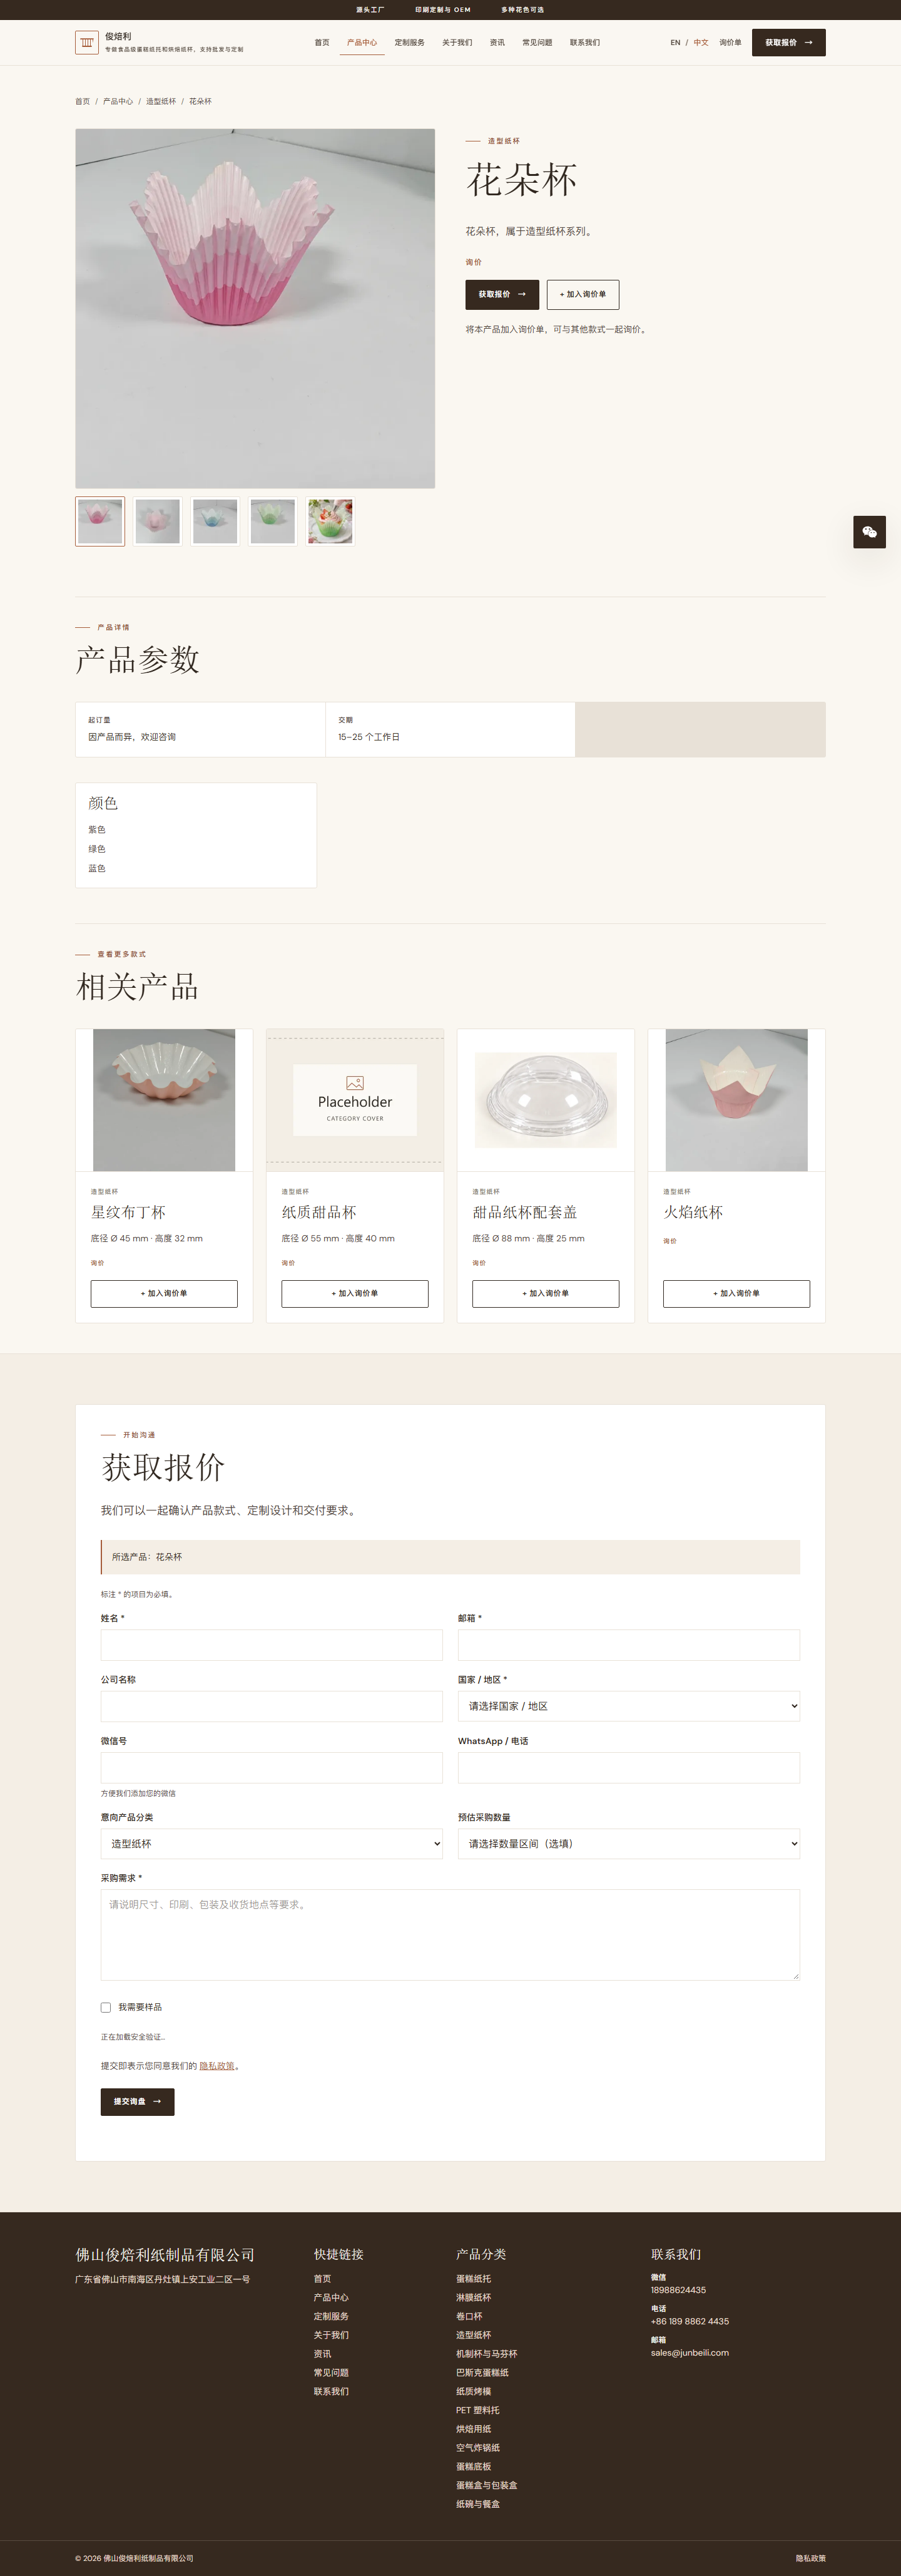 源头工厂 印刷定制与 OEM 多种花色可选
俊焙利
专做食品级蛋糕纸托和烘焙纸杯，支持批发与定制
首页 产品中心 定制服务 关于我们 资讯 常见问题 联系我们
EN / 中文 询价单 获取报价 →
首页 / 产品中心 / 造型纸杯 / 花朵杯
造型纸杯
花朵杯
花朵杯，属于造型纸杯系列。
询价
获取报价 → + 加入询价单
将本产品加入询价单，可与其他款式一起询价。
产品详情
产品参数
起订量
因产品而异，欢迎咨询
交期
15–25 个工作日
颜色
紫色
绿色
蓝色
查看更多款式
相关产品
造型纸杯
星纹布丁杯
底径 Ø 45 mm · 高度 32 mm
询价
+ 加入询价单
Placeholder
CATEGORY COVER
造型纸杯
纸质甜品杯
底径 Ø 55 mm · 高度 40 mm
询价
+ 加入询价单
造型纸杯
甜品纸杯配套盖
底径 Ø 88 mm · 高度 25 mm
询价
+ 加入询价单
造型纸杯
火焰纸杯
询价
+ 加入询价单
开始沟通
获取报价
我们可以一起确认产品款式、定制设计和交付要求。
所选产品：花朵杯
标注 * 的项目为必填。
姓名 *
邮箱 *
公司名称
国家 / 地区 *
请选择国家 / 地区
微信号
WhatsApp / 电话
方便我们添加您的微信
意向产品分类
造型纸杯
预估采购数量
请选择数量区间（选填）
采购需求 *
请说明尺寸、印刷、包装及收货地点等要求。
我需要样品
正在加载安全验证…
提交即表示您同意我们的 隐私政策。
提交询盘 →
佛山俊焙利纸制品有限公司
广东省佛山市南海区丹灶镇上安工业二区一号
快捷链接
首页
产品中心
定制服务
关于我们
资讯
常见问题
联系我们
产品分类
蛋糕纸托
淋膜纸杯
卷口杯
造型纸杯
机制杯与马芬杯
巴斯克蛋糕纸
纸质烤模
PET 塑料托
烘焙用纸
空气炸锅纸
蛋糕底板
蛋糕盒与包装盒
纸碗与餐盒
联系我们
微信
18988624435
电话
+86 189 8862 4435
邮箱
sales@junbeili.com
© 2026 佛山俊焙利纸制品有限公司
隐私政策